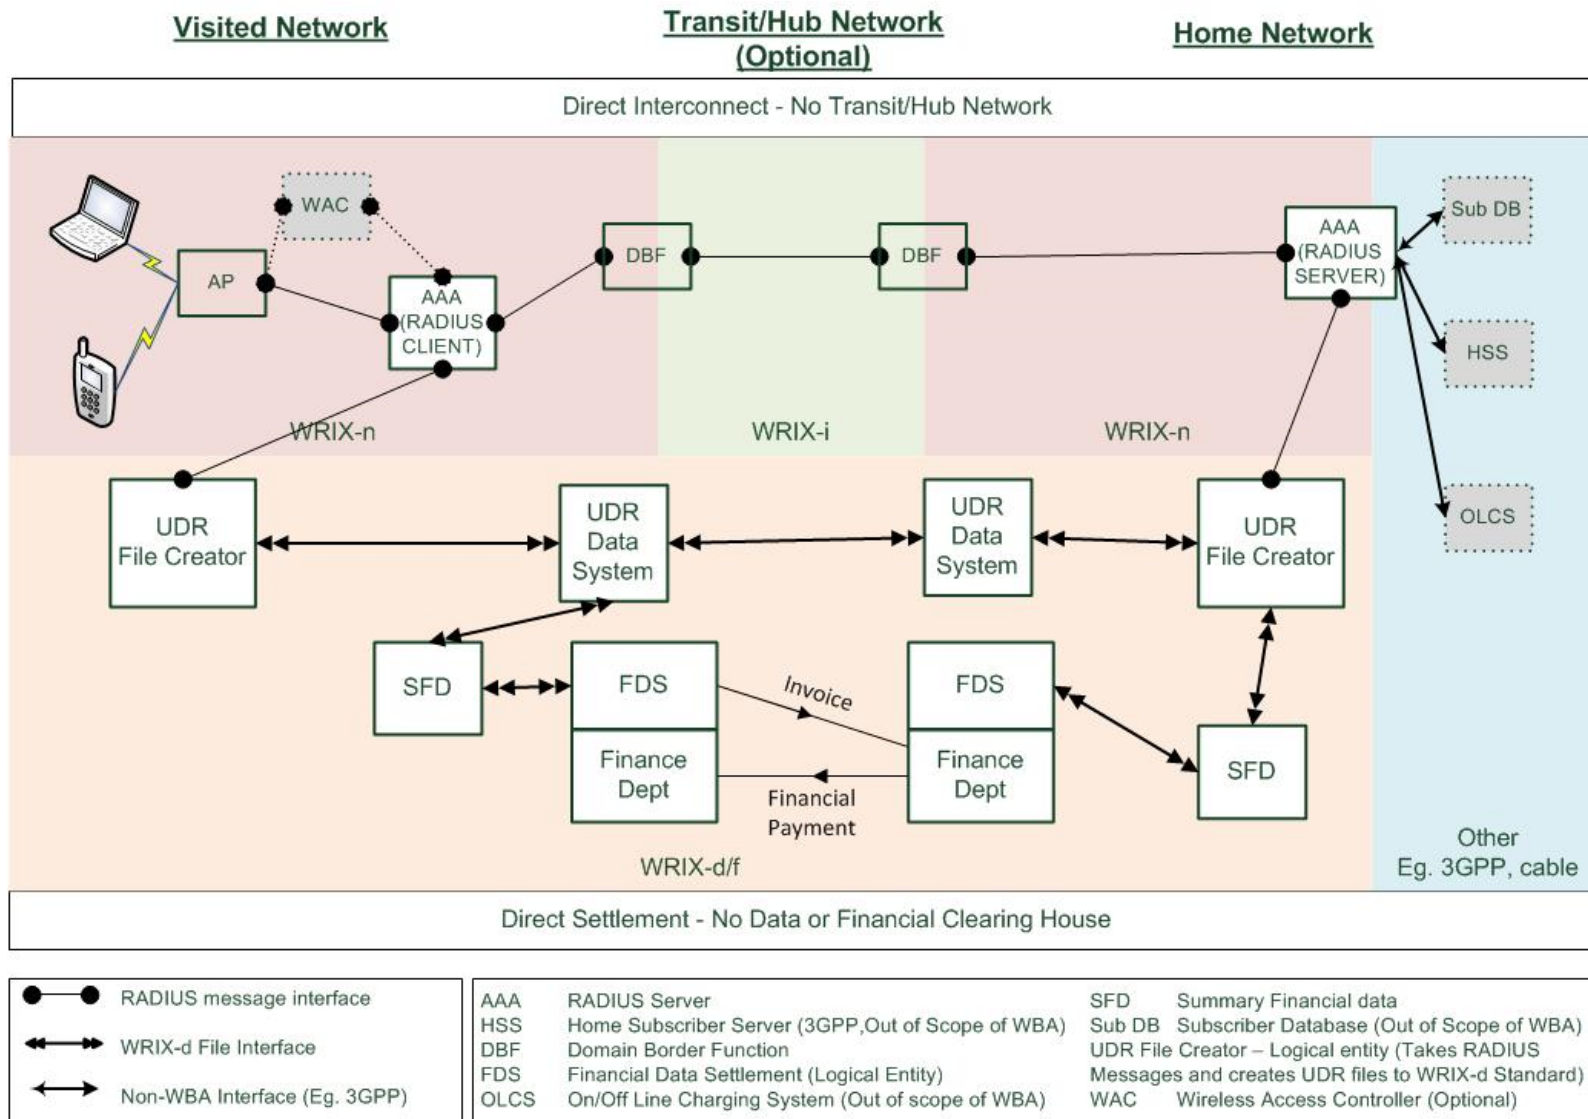 Visited Network
Transit/Hub Network
(Optional)
Home Network
Direct Interconnect - No Transit/Hub Network
WAC
AP
AAA
(RADIUS
CLIENT)
DBF
DBF
AAA
(RADIUS
SERVER)
Sub DB
HSS
OLCS
WRIX-n
WRIX-i
WRIX-n
UDR
File Creator
UDR
Data
System
UDR
Data
System
UDR
File Creator
SFD
FDS
Finance
Dept
Invoice
Financial
Payment
FDS
Finance
Dept
SFD
WRIX-d/f
Other
Eg. 3GPP, cable
Direct Settlement - No Data or Financial Clearing House
RADIUS message interface
WRIX-d File Interface
Non-WBA Interface (Eg. 3GPP)
AAA RADIUS Server
HSS Home Subscriber Server (3GPP,Out of Scope of WBA)
DBF Domain Border Function
FDS Financial Data Settlement (Logical Entity)
OLCS On/Off Line Charging System (Out of scope of WBA)
SFD Summary Financial data
Sub DB Subscriber Database (Out of Scope of WBA)
UDR File Creator – Logical entity (Takes RADIUS
Messages and creates UDR files to WRIX-d Standard)
WAC Wireless Access Controller (Optional)